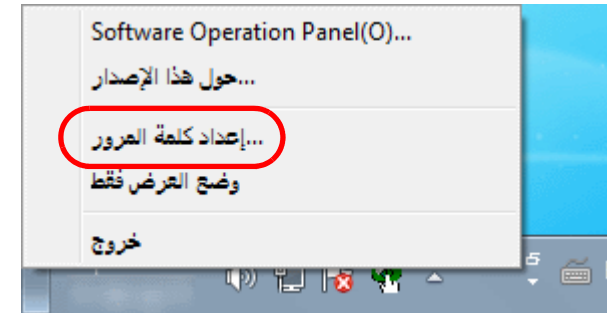 Software Operation Panel(O)...
حول هذا الإصدار...
إعداد كلمة المرور...
وضع العرض فقط
خروج